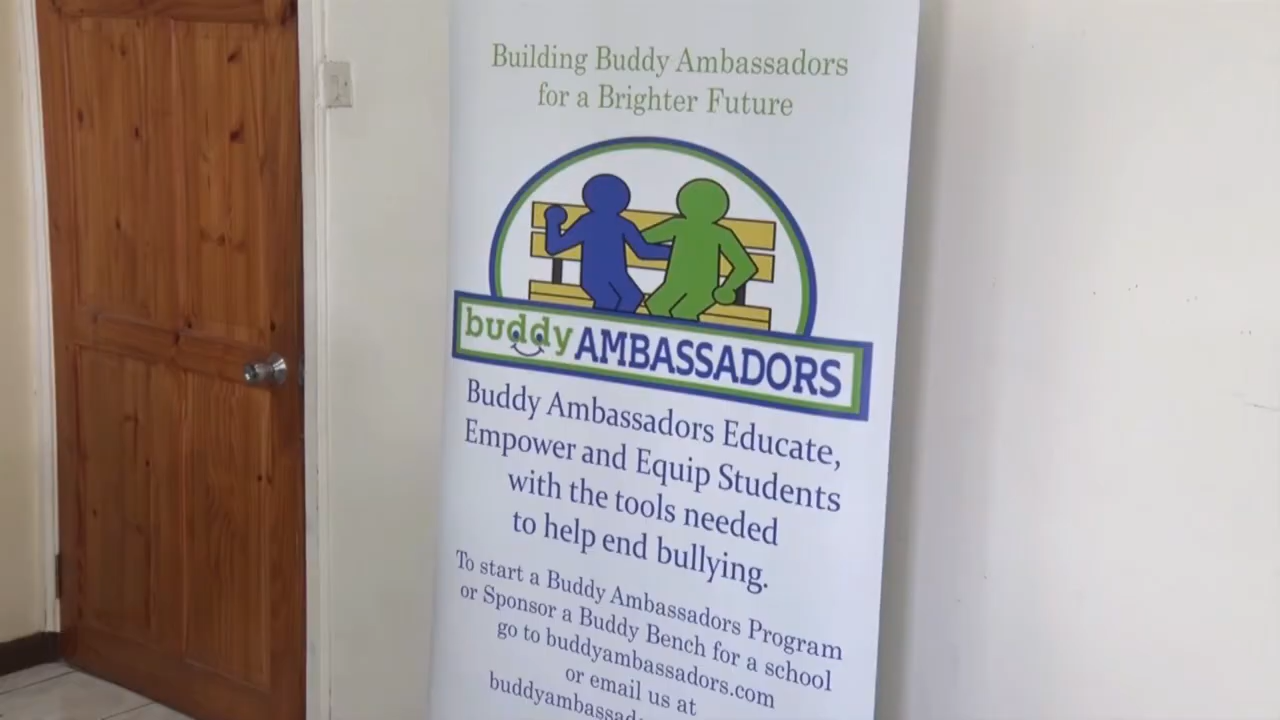 Building Buddy Ambassadors
for a Brighter Future
buddy AMBASSADORS
Buddy Ambassadors Educate,
Empower and Equip Students
with the tools needed
to help end bullying.
To start a Buddy Ambassadors Program
or Sponsor a Buddy Bench for a school
go to buddyambassadors.com
or email us at